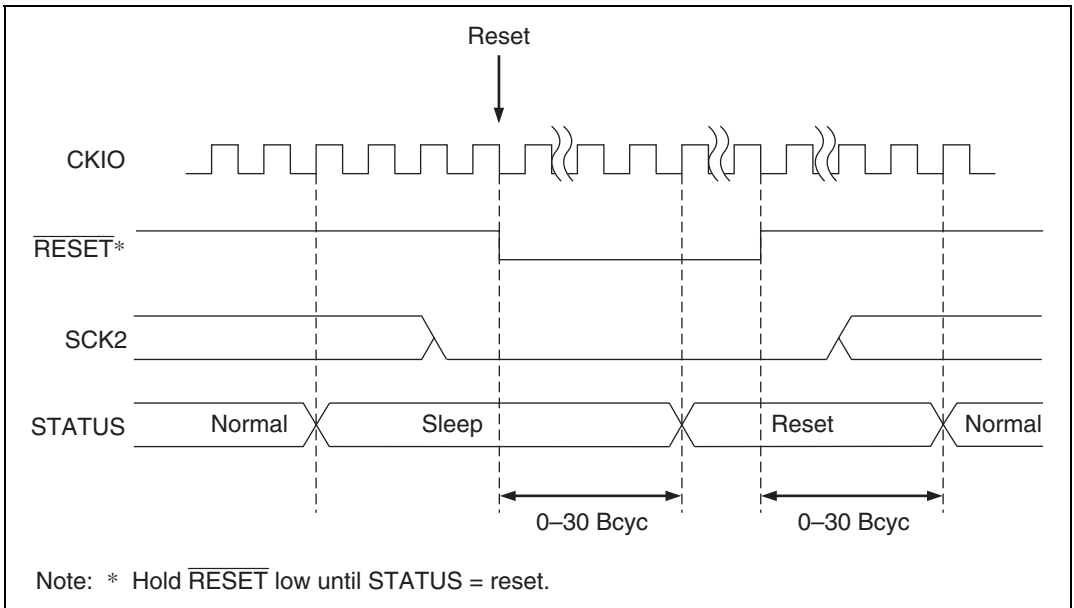 Reset
CKIO
RESET*
SCK2
STATUS
Normal Sleep Reset Normal
0–30 Bcyc 0–30 Bcyc
Note: * Hold RESET low until STATUS = reset.